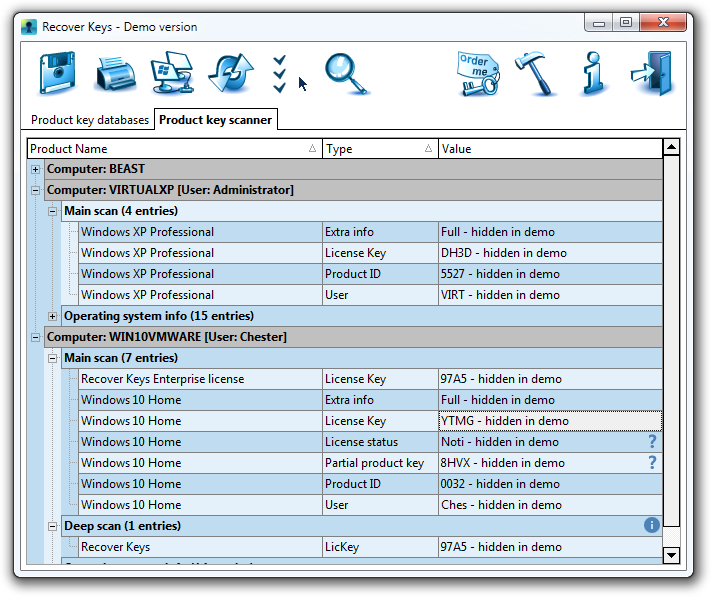 Recover Keys - Demo version
order me
Product key databases Product key scanner
Product Name Type Value
Computer: BEAST
Computer: VIRTUALXP [User: Administrator]
Main scan (4 entries)
Windows XP Professional Extra info Full - hidden in demo
Windows XP Professional License Key DH3D - hidden in demo
Windows XP Professional Product ID 5527 - hidden in demo
Windows XP Professional User VIRT - hidden in demo
Operating system info (15 entries)
Computer: WIN10VMWARE [User: Chester]
Main scan (7 entries)
Recover Keys Enterprise license License Key 97A5 - hidden in demo
Windows 10 Home Extra info Full - hidden in demo
Windows 10 Home License Key YTMG - hidden in demo
Windows 10 Home License status Noti - hidden in demo ?
Windows 10 Home Partial product key 8HVX - hidden in demo ?
Windows 10 Home Product ID 0032 - hidden in demo
Windows 10 Home User Ches - hidden in demo
Deep scan (1 entries)
Recover Keys LicKey 97A5 - hidden in demo